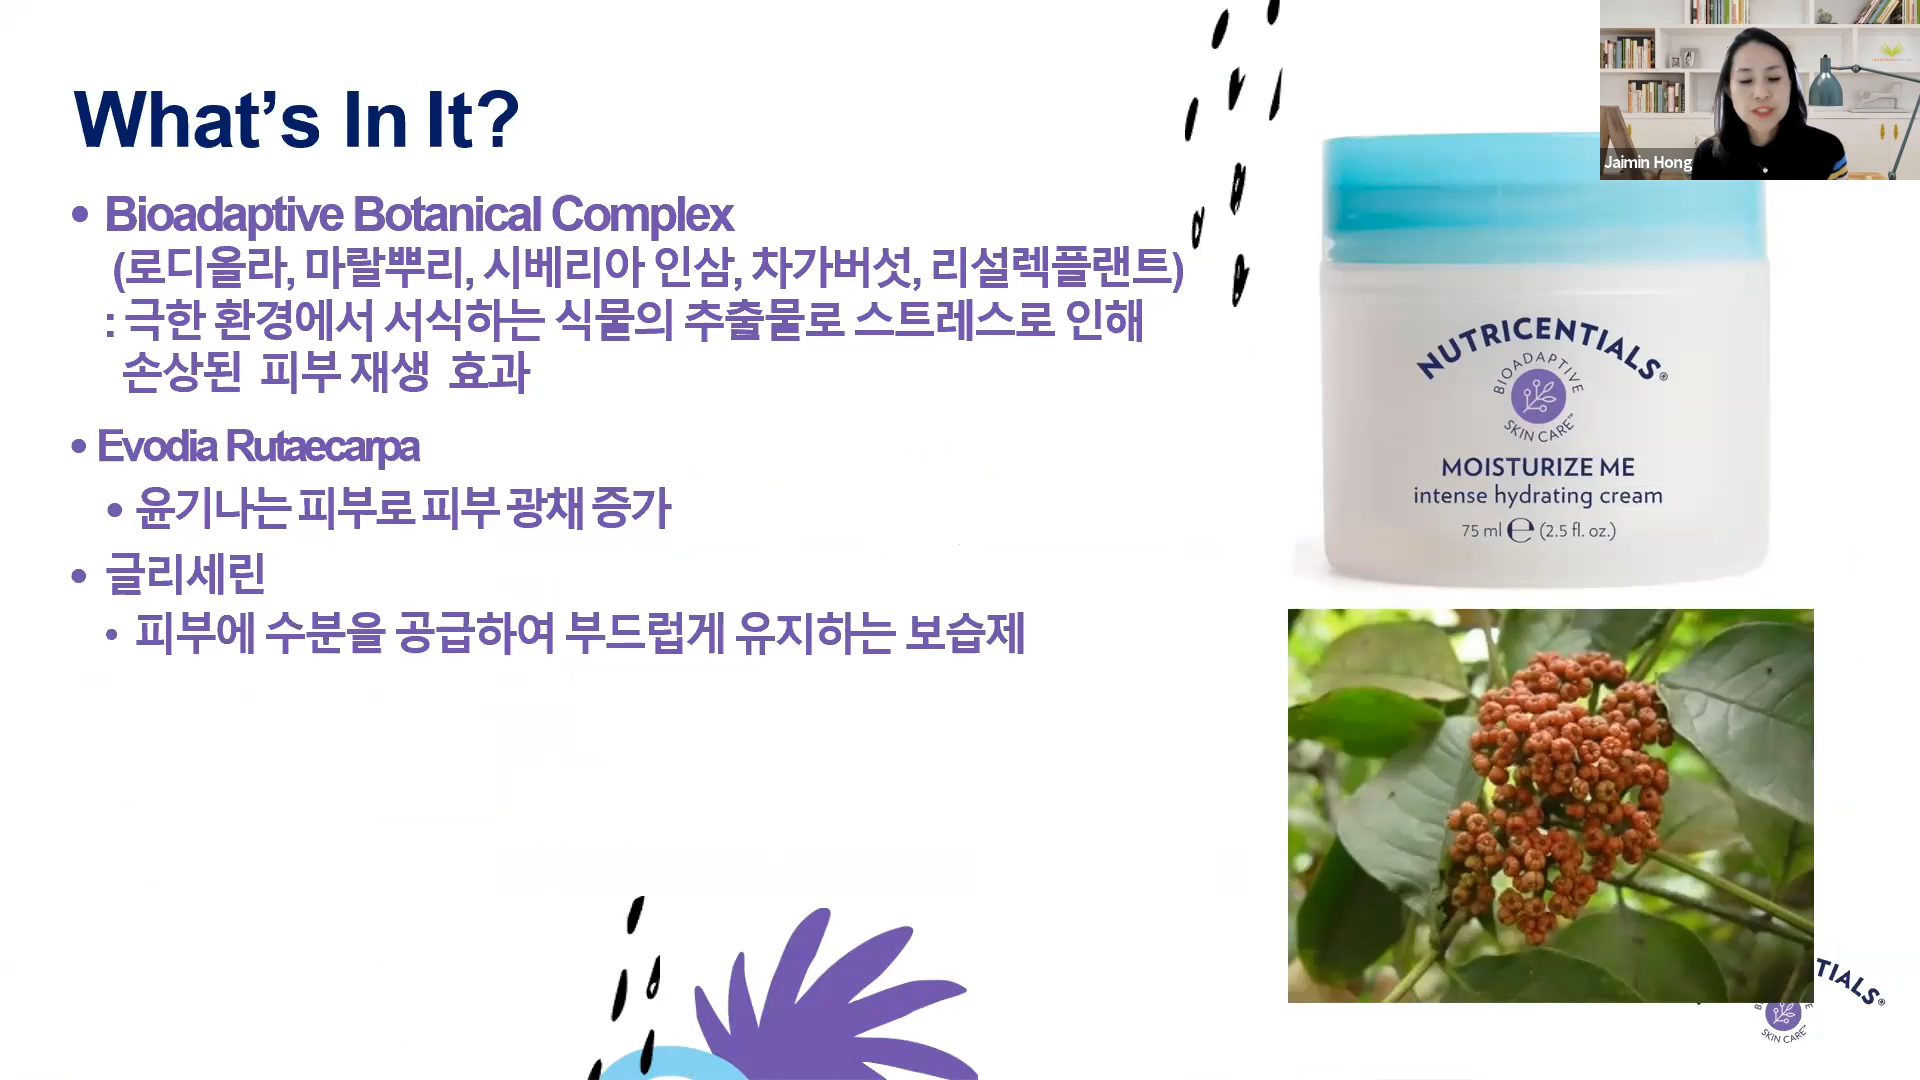 What's In It?
• Bioadaptive Botanical Complex
(로디올라, 마랄뿌리, 시베리아 인삼, 차가버섯, 리설렉플랜트)
: 극한 환경에서 서식하는 식물의 추출물로 스트레스로 인해
손상된 피부 재생 효과
• Evodia Rutaecarpa
• 윤기나는 피부로 피부 광채 증가
• 글리세린
• 피부에 수분을 공급하여 부드럽게 유지하는 보습제
Jaimin Hong
NUTRICENTIALS®
BIOADAPTIVE
SKIN CARE™
MOISTURIZE ME
intense hydrating cream
75 ml e (2.5 fl. oz.)
TIALS®
SKIN CARE™